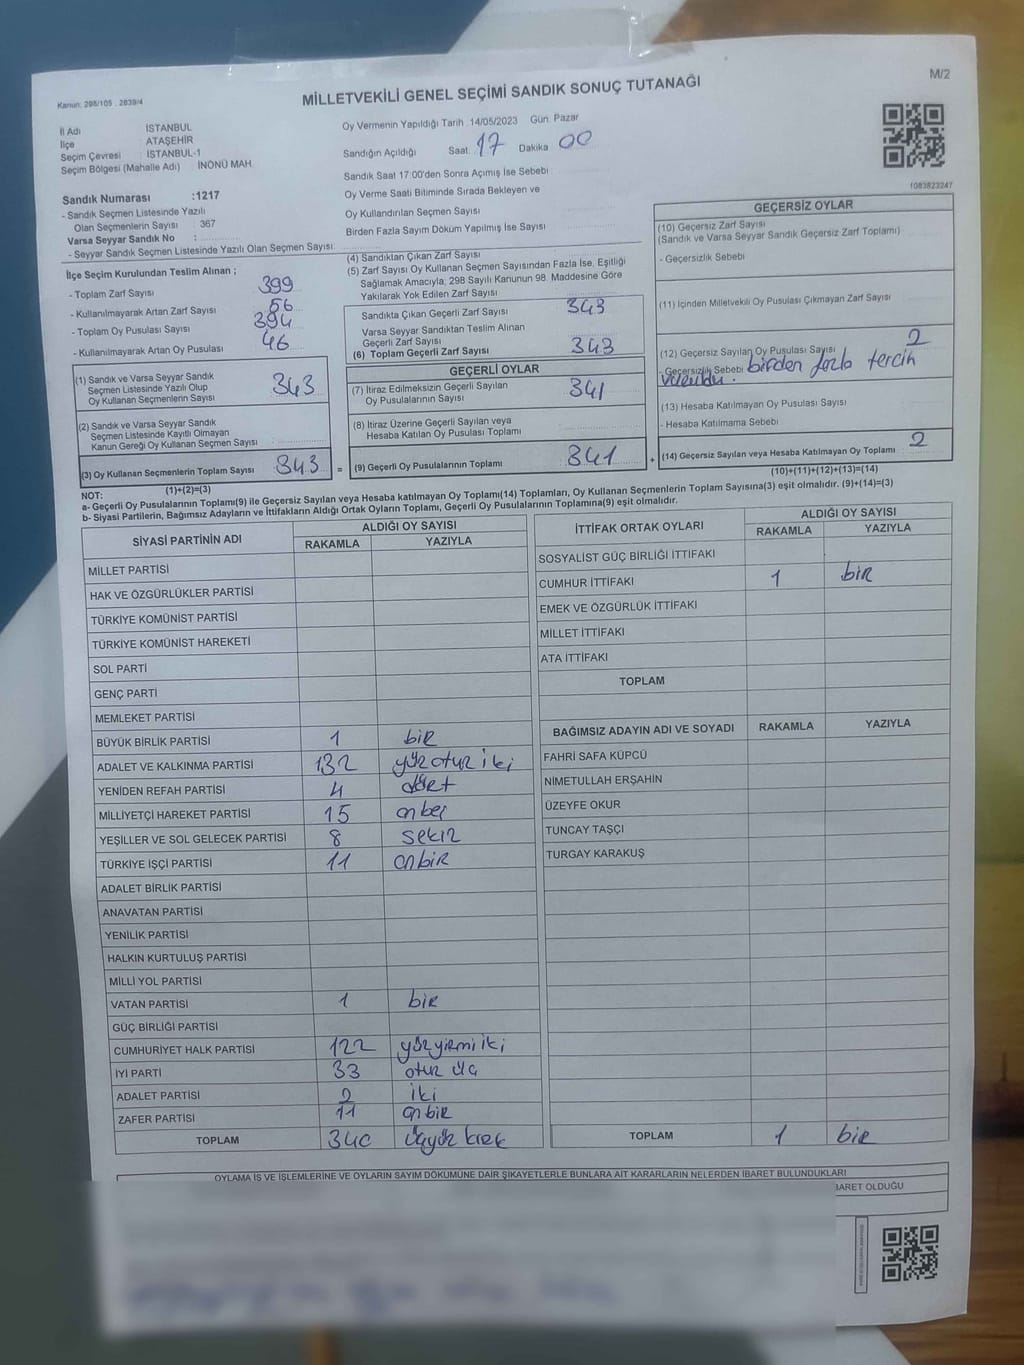 M/2
Kanun: 298/105 . 2839/4
MİLLETVEKİLİ GENEL SEÇİMİ SANDIK SONUÇ TUTANAĞI
İl Adı : İSTANBUL
İlçe : ATAŞEHİR
Seçim Çevresi : İSTANBUL-1
Seçim Bölgesi (Mahalle Adı) : İNÖNÜ MAH.
Sandık Numarası :1217
- Sandık Seçmen Listesinde Yazılı
Olan Seçmenlerin Sayısı : 367
Varsa Seyyar Sandık No :
- Seyyar Sandık Seçmen Listesinde Yazılı Olan Seçmen Sayısı:
Oy Vermenin Yapıldığı Tarih :14/05/2023 Gün: Pazar
Sandığın Açıldığı Saat: 17 Dakika 00
Sandık Saat 17:00'den Sonra Açımış İse Sebebi
Oy Verme Saati Bitiminde Sırada Bekleyen ve
Oy Kullandırılan Seçmen Sayısı
Birden Fazla Sayım Döküm Yapılmış İse Sayısı
1083823247
İlçe Seçim Kurulundan Teslim Alınan ;
- Toplam Zarf Sayısı 399
- Kullanılmayarak Artan Zarf Sayısı 56
- Toplam Oy Pusulası Sayısı 394
- Kullanılmayarak Artan Oy Pusulası 46
(1) Sandık ve Varsa Seyyar Sandık
Seçmen Listesinde Yazılı Olup
Oy Kullanan Seçmenlerin Sayısı 343
(2) Sandık ve Varsa Seyyar Sandık
Seçmen Listesinde Kayıtlı Olmayan
Kanun Gereği Oy Kullanan Seçmen Sayısı
(3) Oy Kullanan Seçmenlerin Toplam Sayısı 343
(1)+(2)=(3)
(4) Sandıktan Çıkan Zarf Sayısı
(5) Zarf Sayısı Oy Kullanan Seçmen Sayısından Fazla İse, Eşitliği
Sağlamak Amacıyla, 298 Sayılı Kanunun 98. Maddesine Göre
Yakılarak Yok Edilen Zarf Sayısı
Sandıkta Çıkan Geçerli Zarf Sayısı 343
Varsa Seyyar Sandıktan Teslim Alınan
Geçerli Zarf Sayısı
(6) Toplam Geçerli Zarf Sayısı 343
GEÇERLİ OYLAR
(7) İtiraz Edilmeksizin Geçerli Sayılan
Oy Pusulalarının Sayısı 341
(8) İtiraz Üzerine Geçerli Sayılan veya
Hesaba Katılan Oy Pusulası Toplamı
= (9) Geçerli Oy Pusulalarının Toplamı 341
GEÇERSİZ OYLAR
(10) Geçersiz Zarf Sayısı
(Sandık ve Varsa Seyyar Sandık Geçersiz Zarf Toplamı)
- Geçersizlik Sebebi
(11) İçinden Milletvekili Oy Pusulası Çıkmayan Zarf Sayısı
(12) Geçersiz Sayılan Oy Pusulası Sayısı 2
- Geçersizlik Sebebi birden fazla tercih
(13) Hesaba Katılmayan Oy Pusulası Sayısı
- Hesaba Katılmama Sebebi
+ (14) Geçersiz Sayılan veya Hesaba Katılmayan Oy Toplamı 2
(10)+(11)+(12)+(13)=(14)
NOT:
a- Geçerli Oy Pusulalarının Toplamı(9) ile Geçersiz Sayılan veya Hesaba katılmayan Oy Toplamı(14) Toplamları, Oy Kullanan Seçmenlerin Toplam Sayısına(3) eşit olmalıdır. (9)+(14)=(3)
b- Siyasi Partilerin, Bağımsız Adayların ve İttifakların Aldığı Ortak Oyların Toplamı, Geçerli Oy Pusulalarının Toplamına(9) eşit olmalıdır.
SİYASİ PARTİNİN ADI ALDIĞI OY SAYISI
RAKAMLA YAZIYLA
MİLLET PARTİSİ
HAK VE ÖZGÜRLÜKLER PARTİSİ
TÜRKİYE KOMÜNİST PARTİSİ
TÜRKİYE KOMÜNİST HAREKETİ
SOL PARTİ
GENÇ PARTİ
MEMLEKET PARTİSİ
BÜYÜK BİRLİK PARTİSİ 1 bir
ADALET VE KALKINMA PARTİSİ 132 yüz otuz iki
YENİDEN REFAH PARTİSİ 4 dört
MİLLİYETÇİ HAREKET PARTİSİ 15 on beş
YEŞİLLER VE SOL GELECEK PARTİSİ 8 sekiz
TÜRKİYE İŞÇİ PARTİSİ 11 onbir
ADALET BİRLİK PARTİSİ
ANAVATAN PARTİSİ
YENİLİK PARTİSİ
HALKIN KURTULUŞ PARTİSİ
MİLLİ YOL PARTİSİ
VATAN PARTİSİ 1 bir
GÜÇ BİRLİĞİ PARTİSİ
CUMHURİYET HALK PARTİSİ 122 yüz yirmi iki
İYİ PARTİ 33 otuz üç
ADALET PARTİSİ 2 iki
ZAFER PARTİSİ 11 onbir
TOPLAM 340 üçyüz kırk
İTTİFAK ORTAK OYLARI ALDIĞI OY SAYISI
RAKAMLA YAZIYLA
SOSYALİST GÜÇ BİRLİĞİ İTTİFAKI
CUMHUR İTTİFAKI 1 bir
EMEK VE ÖZGÜRLÜK İTTİFAKI
MİLLET İTTİFAKI
ATA İTTİFAKI
TOPLAM
BAĞIMSIZ ADAYIN ADI VE SOYADI RAKAMLA YAZIYLA
FAHRİ SAFA KÜPCÜ
NİMETULLAH ERŞAHİN
ÜZEYFE OKUR
TUNCAY TAŞÇI
TURGAY KARAKUŞ
TOPLAM 1 bir
OYLAMA İŞ VE İŞLEMLERİNE VE OYLARIN SAYIM DÖKÜMÜNE DAİR ŞİKAYETLERLE BUNLARA AİT KARARLARIN NELERDEN İBARET BULUNDUKLARI
BARET OLDUĞU